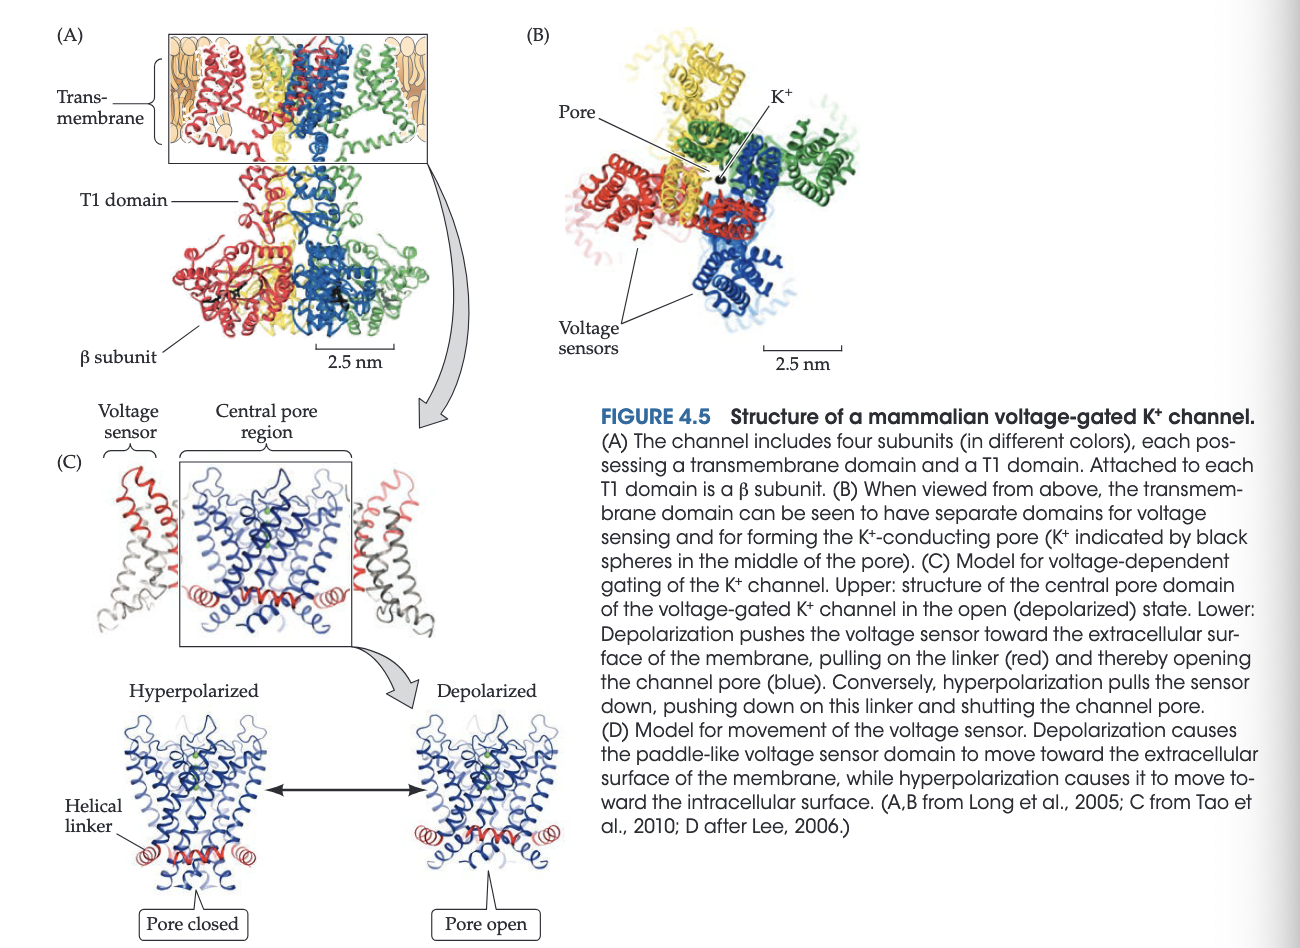 (A)
Trans-
membrane
T1 domain
β subunit
2.5 nm
(B)
Pore
K⁺
Voltage
sensors
2.5 nm
Voltage
sensor
Central pore
region
(C)
Hyperpolarized
Depolarized
Helical
linker
Pore closed
Pore open
FIGURE 4.5 Structure of a mammalian voltage-gated K⁺ channel.
(A) The channel includes four subunits (in different colors), each pos-
sessing a transmembrane domain and a T1 domain. Attached to each
T1 domain is a β subunit. (B) When viewed from above, the transmem-
brane domain can be seen to have separate domains for voltage
sensing and for forming the K⁺-conducting pore (K⁺ indicated by black
spheres in the middle of the pore). (C) Model for voltage-dependent
gating of the K⁺ channel. Upper: structure of the central pore domain
of the voltage-gated K⁺ channel in the open (depolarized) state. Lower:
Depolarization pushes the voltage sensor toward the extracellular sur-
face of the membrane, pulling on the linker (red) and thereby opening
the channel pore (blue). Conversely, hyperpolarization pulls the sensor
down, pushing down on this linker and shutting the channel pore.
(D) Model for movement of the voltage sensor. Depolarization causes
the paddle-like voltage sensor domain to move toward the extracellular
surface of the membrane, while hyperpolarization causes it to move to-
ward the intracellular surface. (A,B from Long et al., 2005; C from Tao et
al., 2010; D after Lee, 2006.)